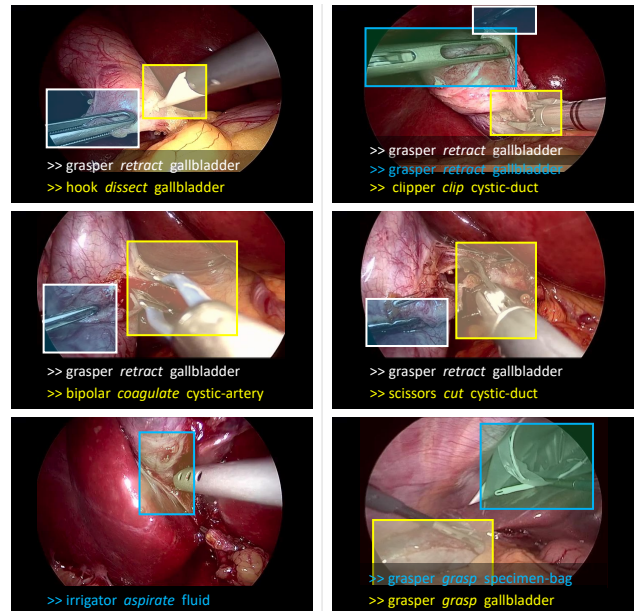 >> grasper retract gallbladder
>> hook dissect gallbladder
>> grasper retract gallbladder
>> grasper retract gallbladder
>> clipper clip cystic-duct
>> grasper retract gallbladder
>> bipolar coagulate cystic-artery
>> grasper retract gallbladder
>> scissors cut cystic-duct
>> irrigator aspirate fluid
>> grasper grasp specimen-bag
>> grasper grasp gallbladder